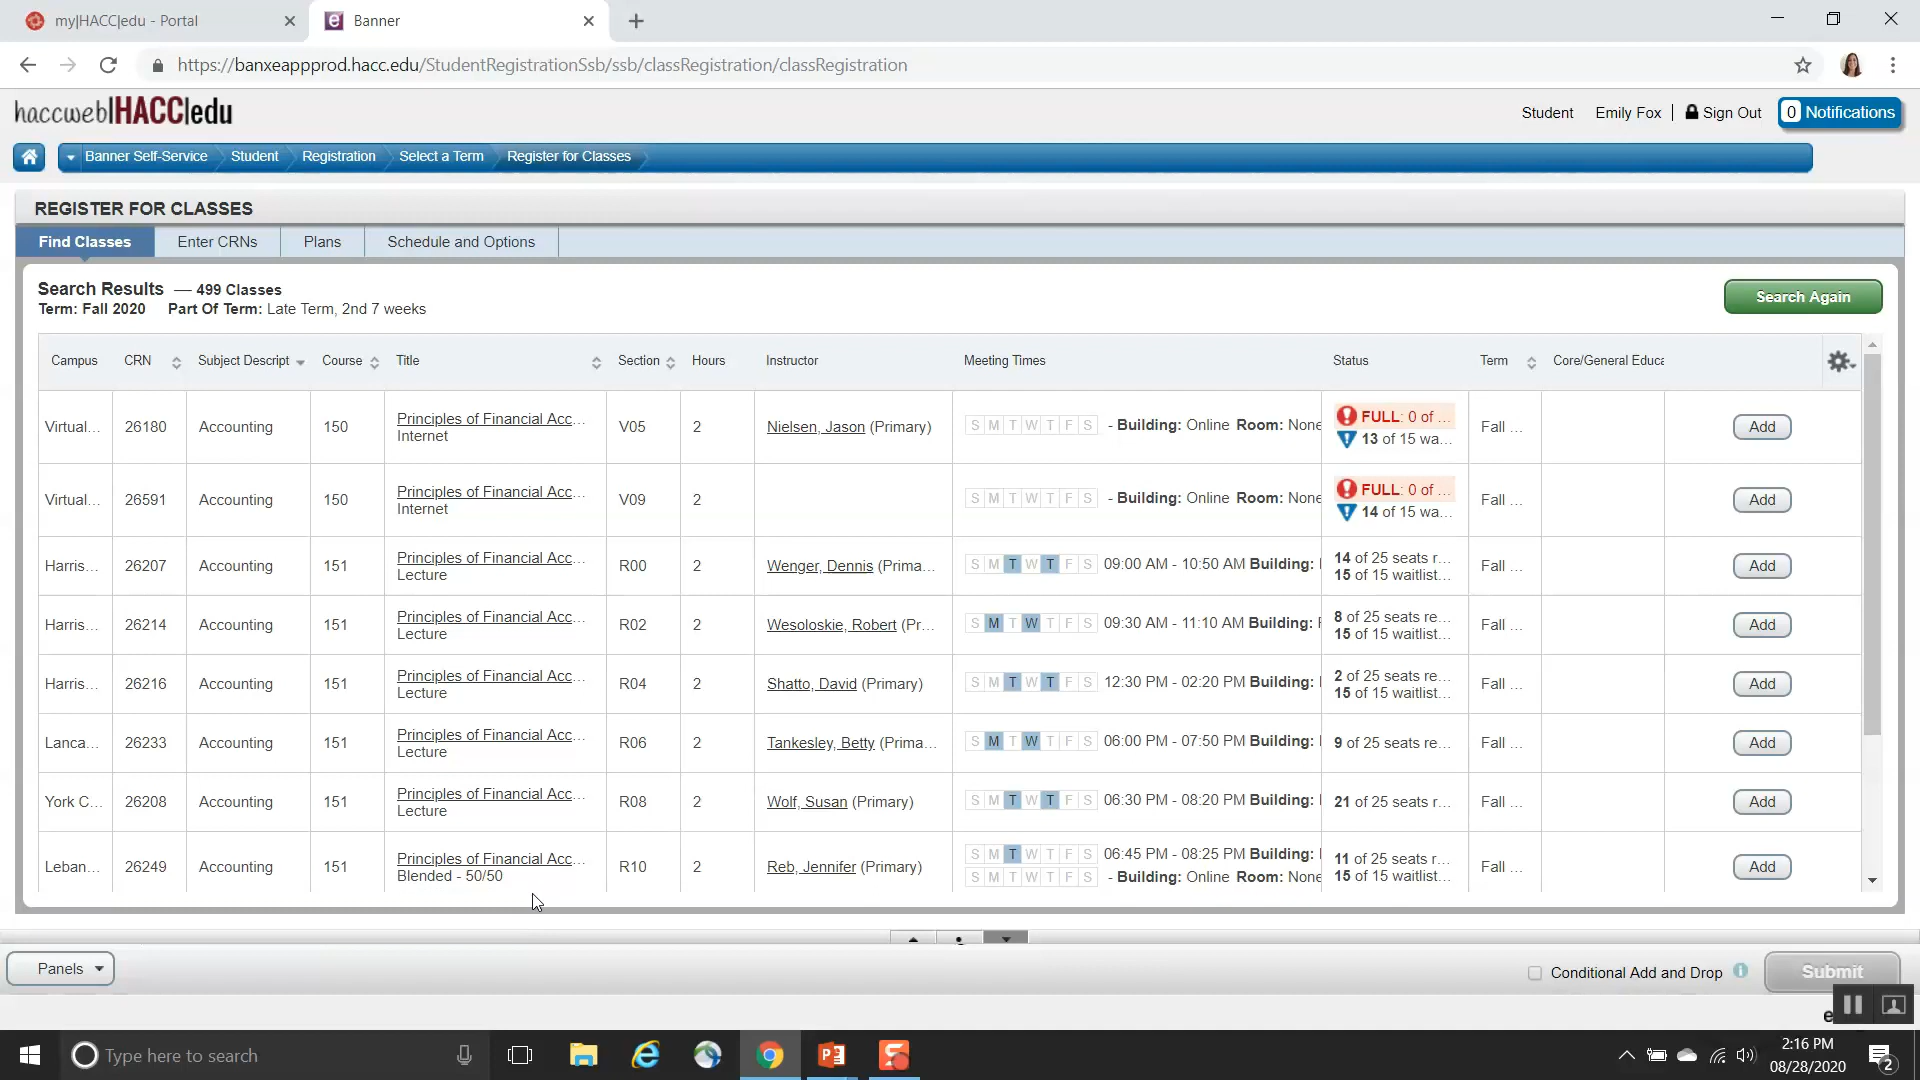 my|HACC|edu - Portal
Banner
https://banxeappprod.hacc.edu/StudentRegistrationSsb/ssb/classRegistration/classRegistration
haccweb|HACC|edu
Student Emily Fox Sign Out 0 Notifications
Banner Self-Service Student Registration Select a Term Register for Classes
REGISTER FOR CLASSES
Find Classes Enter CRNs Plans Schedule and Options
Search Results — 499 Classes
Term: Fall 2020 Part Of Term: Late Term, 2nd 7 weeks
Search Again
Campus CRN Subject Descript Course Title Section Hours Instructor Meeting Times Status Term Core/General Educa
Virtual... 26180 Accounting 150 Principles of Financial Acc... V05 2 Nielsen, Jason (Primary) S M T W T F S - Building: Online Room: None FULL: 0 of ... Fall ... Add
Internet 13 of 15 wa...
Virtual... 26591 Accounting 150 Principles of Financial Acc... V09 2 S M T W T F S - Building: Online Room: None FULL: 0 of ... Fall ... Add
Internet 14 of 15 wa...
Harris... 26207 Accounting 151 Principles of Financial Acc... R00 2 Wenger, Dennis (Prima... S M T W T F S 09:00 AM - 10:50 AM Building: 14 of 25 seats r... Fall ... Add
Lecture 15 of 15 waitlist...
Harris... 26214 Accounting 151 Principles of Financial Acc... R02 2 Wesoloskie, Robert (Pr... S M T W T F S 09:30 AM - 11:10 AM Building: 8 of 25 seats re... Fall ... Add
Lecture 15 of 15 waitlist...
Harris... 26216 Accounting 151 Principles of Financial Acc... R04 2 Shatto, David (Primary) S M T W T F S 12:30 PM - 02:20 PM Building: 2 of 25 seats re... Fall ... Add
Lecture 15 of 15 waitlist...
Lanca... 26233 Accounting 151 Principles of Financial Acc... R06 2 Tankesley, Betty (Prima... S M T W T F S 06:00 PM - 07:50 PM Building: 9 of 25 seats re... Fall ... Add
Lecture
York C... 26208 Accounting 151 Principles of Financial Acc... R08 2 Wolf, Susan (Primary) S M T W T F S 06:30 PM - 08:20 PM Building: 21 of 25 seats r... Fall ... Add
Lecture
Leban... 26249 Accounting 151 Principles of Financial Acc... R10 2 Reb, Jennifer (Primary) S M T W T F S 06:45 PM - 08:25 PM Building: 11 of 25 seats r... Fall ... Add
Blended - 50/50 S M T W T F S - Building: Online Room: None 15 of 15 waitlist...
Panels Conditional Add and Drop Submit
Type here to search
2:16 PM
08/28/2020
2